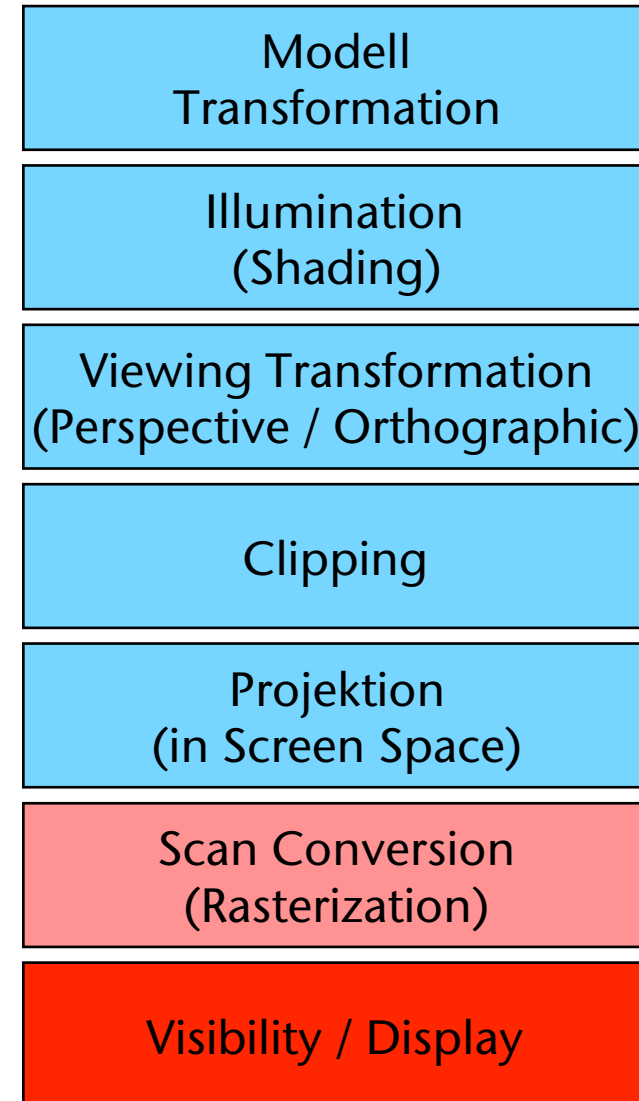 Modell
Transformation
Illumination
(Shading)
Viewing Transformation
(Perspective / Orthographic)
Clipping
Projektion
(in Screen Space)
Scan Conversion
(Rasterization)
Visibility / Display